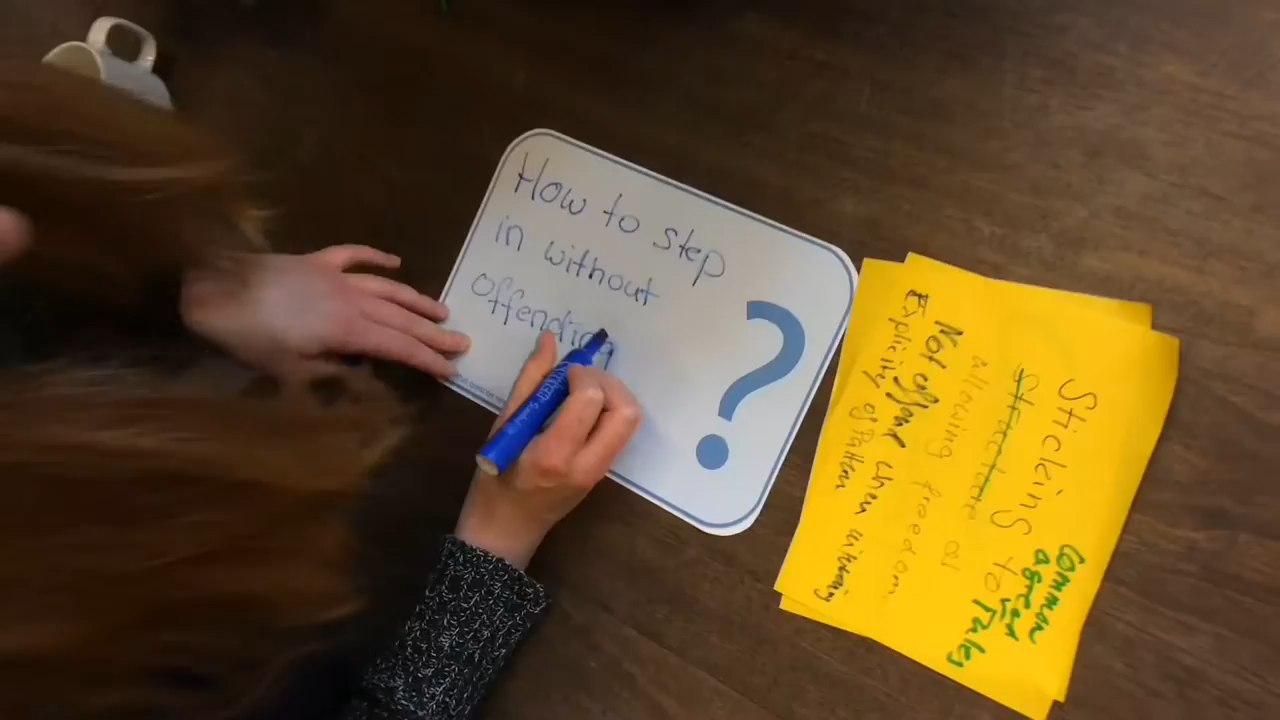 How to step
in without
offending
?
Sticking to
Structure as
allowing freedom
Not offend when
Explicity of Pattern
Common
agreed
rules